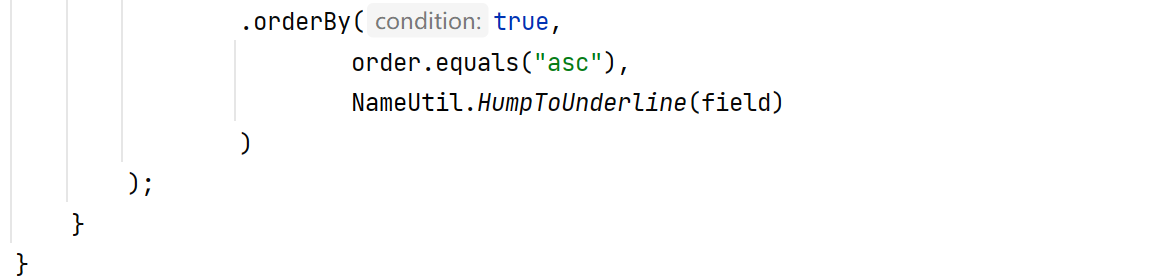 .orderBy( condition: true,
order.equals("asc"),
NameUtil.HumpToUnderline(field)
)
);
}
}